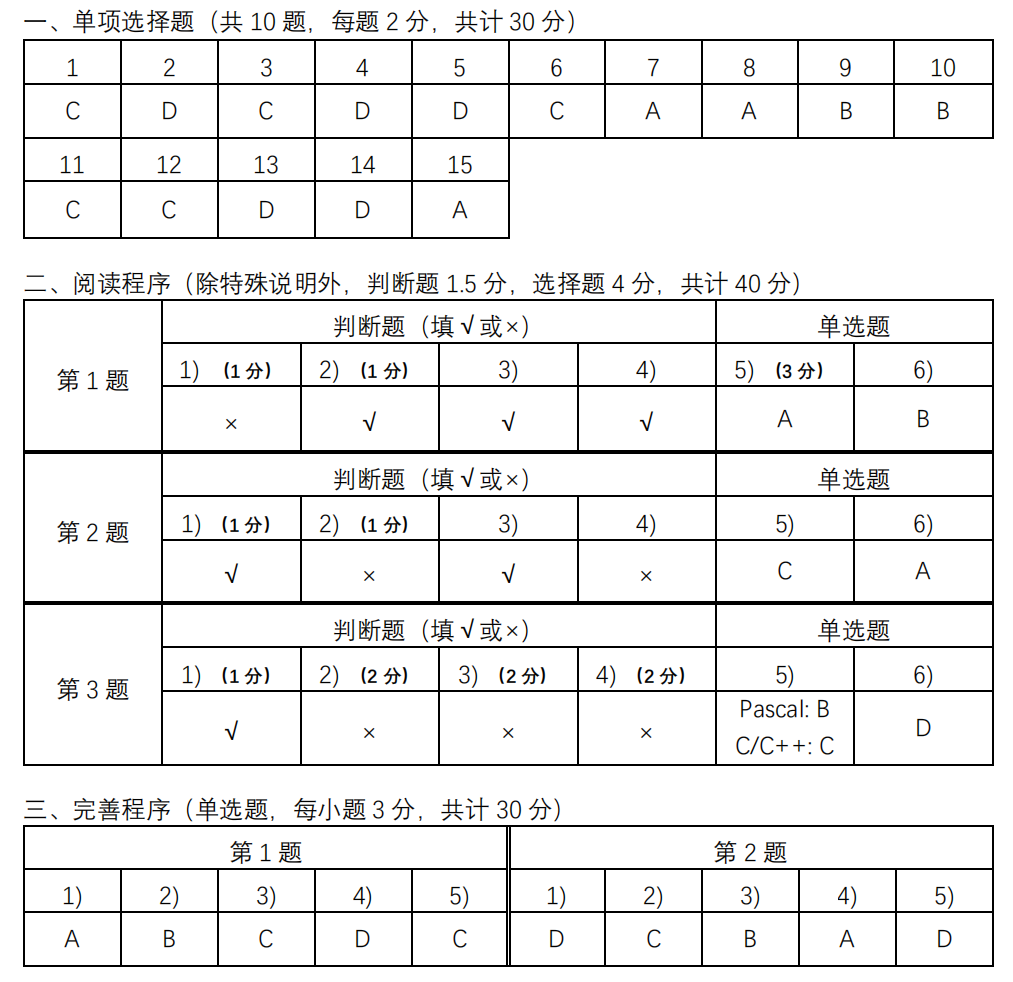 一、单项选择题（共 10 题，每题 2 分，共计 30 分）
1 2 3 4 5 6 7 8 9 10
C D C D D C A A B B
11 12 13 14 15
C C D D A
二、阅读程序（除特殊说明外，判断题 1.5 分，选择题 4 分，共计 40 分）
第 1 题
判断题（填 √ 或×） 单选题
1) (1 分) 2) (1 分) 3) 4) 5) (3 分) 6)
× √ √ √ A B
第 2 题
判断题（填 √ 或×） 单选题
1) (1 分) 2) (1 分) 3) 4) 5) 6)
√ × √ × C A
第 3 题
判断题（填 √ 或×） 单选题
1) (1 分) 2) (2 分) 3) (2 分) 4) (2 分) 5) 6)
√ × × × Pascal: B
C/C++: C
D
三、完善程序（单选题，每小题 3 分，共计 30 分）
第 1 题 第 2 题
1) 2) 3) 4) 5) 1) 2) 3) 4) 5)
A B C D C D C B A D